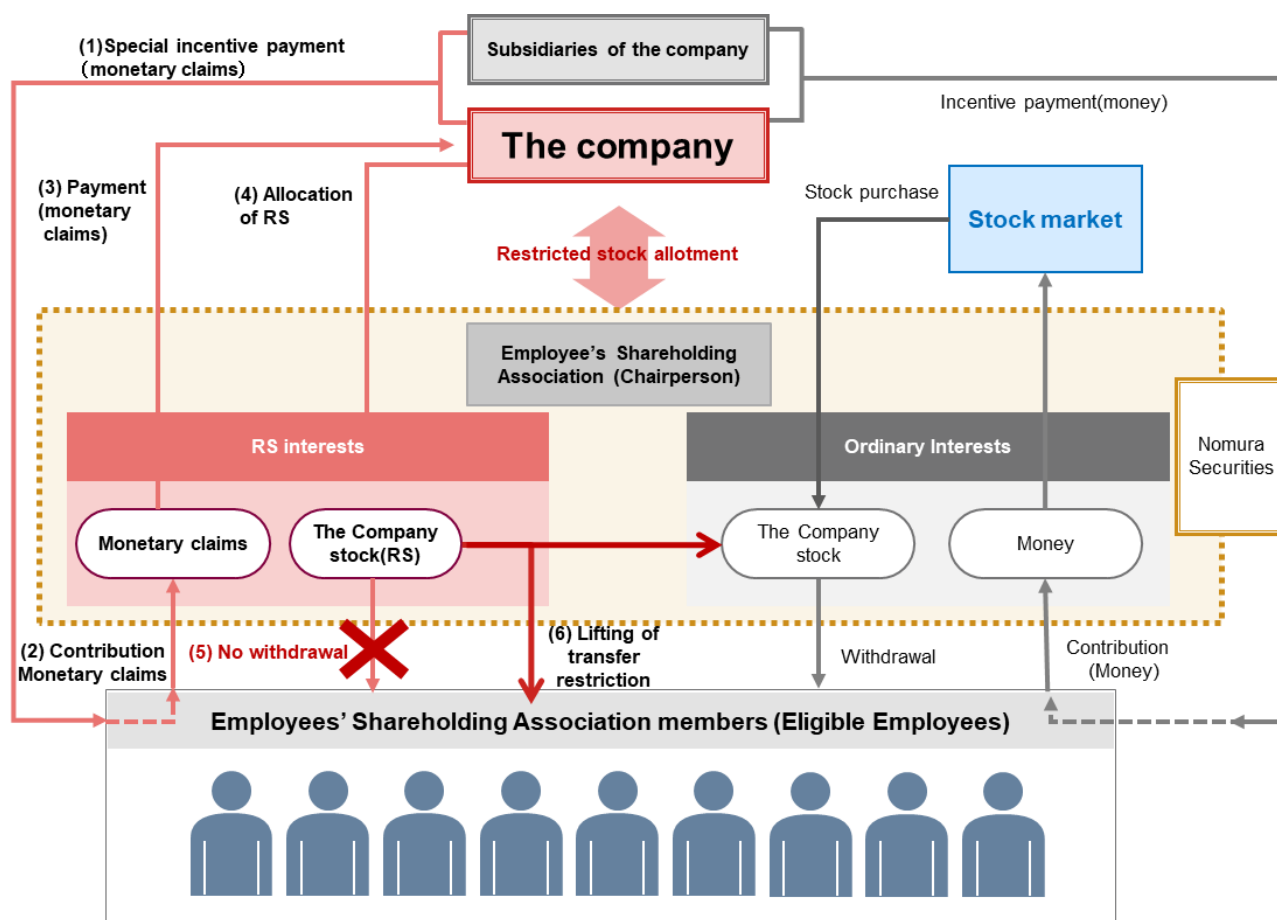 (1)Special incentive payment
(monetary claims)
Subsidiaries of the company
Incentive payment(money)
The company
(3) Payment
(monetary
claims)
(4) Allocation
of RS
Stock purchase
Stock market
Restricted stock allotment
Employee’s Shareholding
Association (Chairperson)
RS interests
Ordinary Interests
Nomura
Securities
Monetary claims
The Company
stock(RS)
The Company
stock
Money
(2) Contribution
Monetary claims
(5) No withdrawal
(6) Lifting of
transfer
restriction
Withdrawal
Contribution
(Money)
Employees’ Shareholding Association members (Eligible Employees)